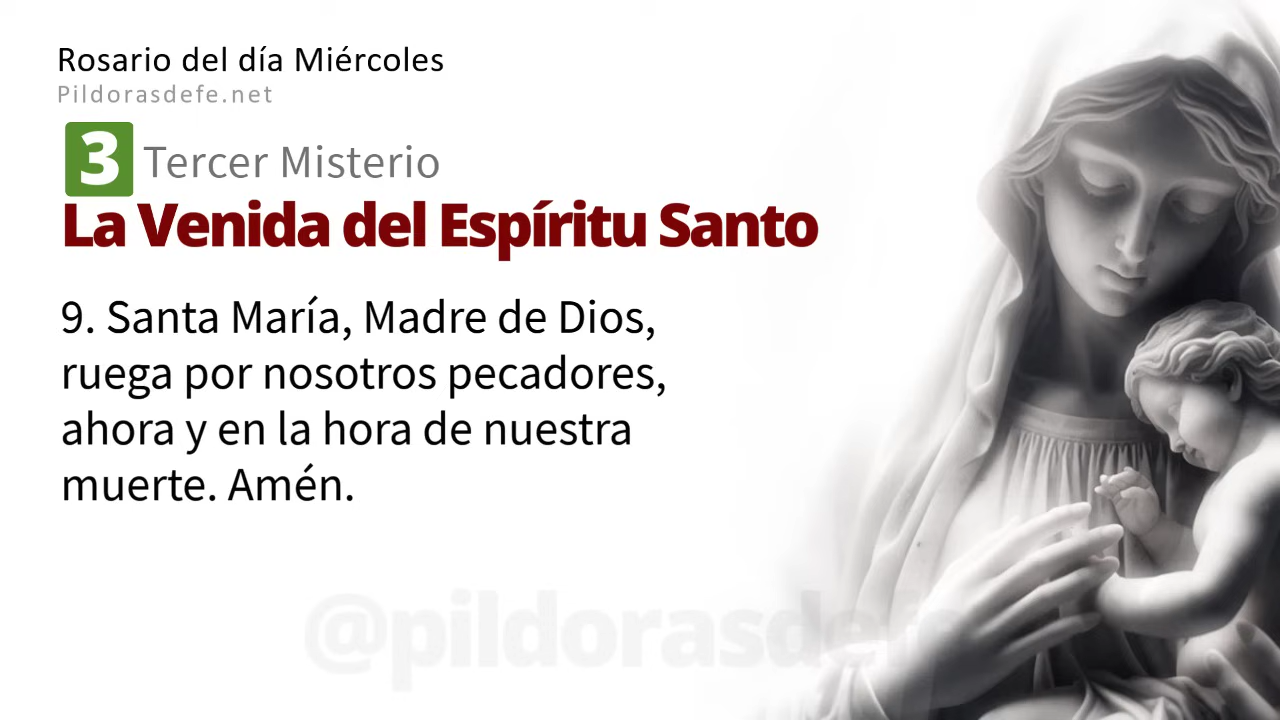 Rosario del día Miércoles
Pildorasdefe.net
3 Tercer Misterio
La Venida del Espíritu Santo
9. Santa María, Madre de Dios,
ruega por nosotros pecadores,
ahora y en la hora de nuestra
muerte. Amén.
@pildorasdefe